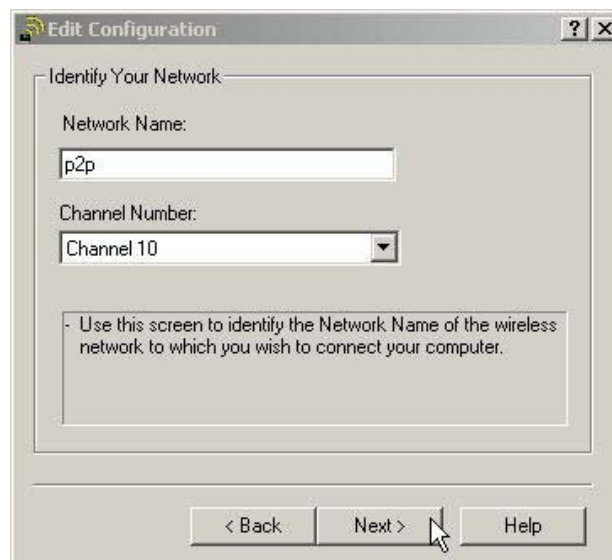 Edit Configuration
Identify Your Network
Network Name:
p2p
Channel Number:
Channel 10
- Use this screen to identify the Network Name of the wireless
network to which you wish to connect your computer.
< Back
Next >
Help